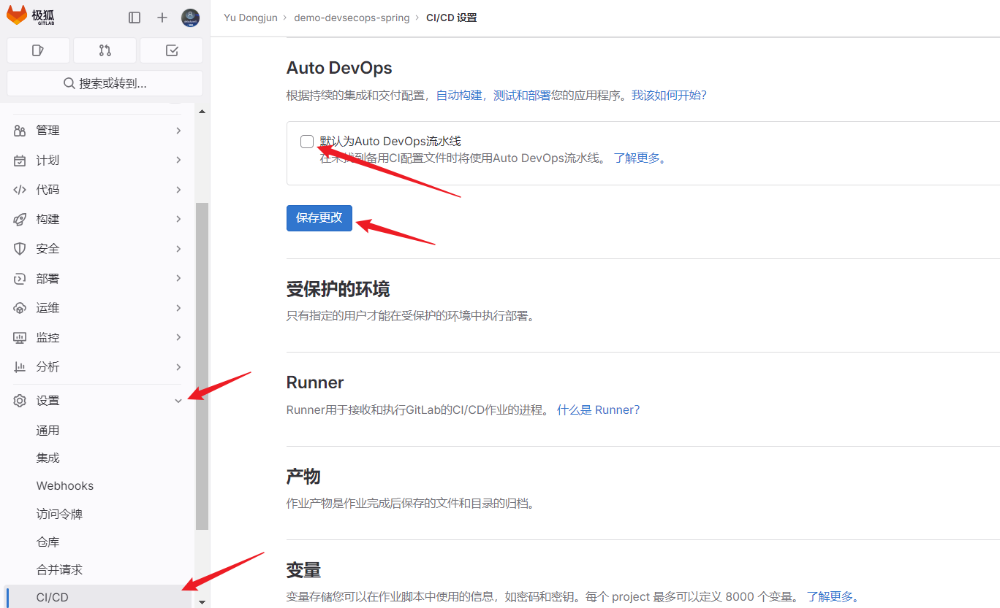 极狐
GITLAB
搜索或转到...
管理
计划
代码
构建
安全
部署
运维
监控
分析
设置
通用
集成
Webhooks
访问令牌
仓库
合并请求
CI/CD
Yu Dongjun › demo-devsecops-spring › CI/CD 设置
Auto DevOps
根据持续的集成和交付配置，自动构建，测试和部署您的应用程序。我该如何开始?
默认为Auto DevOps流水线
在未找到备用CI配置文件时将使用Auto DevOps流水线。 了解更多。
保存更改
受保护的环境
只有指定的用户才能在受保护的环境中执行部署。
Runner
Runner用于接收和执行GitLab的CI/CD作业的进程。 什么是 Runner?
产物
作业产物是作业完成后保存的文件和目录的归档。
变量
变量存储您可以在作业脚本中使用的信息，如密码和密钥。每个 project 最多可以定义 8000 个变量。 了解更多。